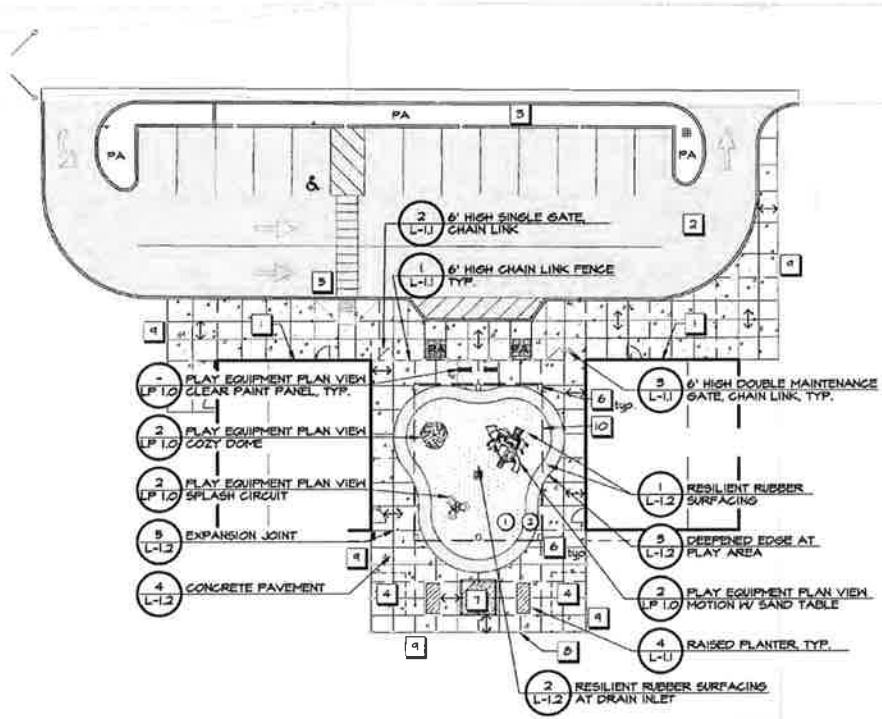 PA
3
PA
PA
2
9
2
L-1.1
6' HIGH SINGLE GATE,
CHAIN LINK
3
1
L-1.1
6' HIGH CHAIN LINK FENCE
TYP.
9
1
1
PA
PA
-
LP 1.0
PLAY EQUIPMENT PLAN VIEW
CLEAR PAINT PANEL, TYP.
3
L-1.1
6' HIGH DOUBLE MAINTENANCE
GATE, CHAIN LINK, TYP.
6
typ.
10
2
LP 1.0
PLAY EQUIPMENT PLAN VIEW
COZY DOME
2
LP 1.0
PLAY EQUIPMENT PLAN VIEW
SPLASH CIRCUIT
1
L-1.2
RESILIENT RUBBER
SURFACING
1
2
5
L-1.2
EXPANSION JOINT
3
L-1.2
DEEPENED EDGE AT
PLAY AREA
9
6
typ
4
L-1.2
CONCRETE PAVEMENT
2
LP 1.0
PLAY EQUIPMENT PLAN VIEW
MOTION W/ SAND TABLE
4
7
4
9
4
L-1.1
RAISED PLANTER, TYP.
9
8
2
L-1.2
RESILIENT RUBBER SURFACING
AT DRAIN INLET